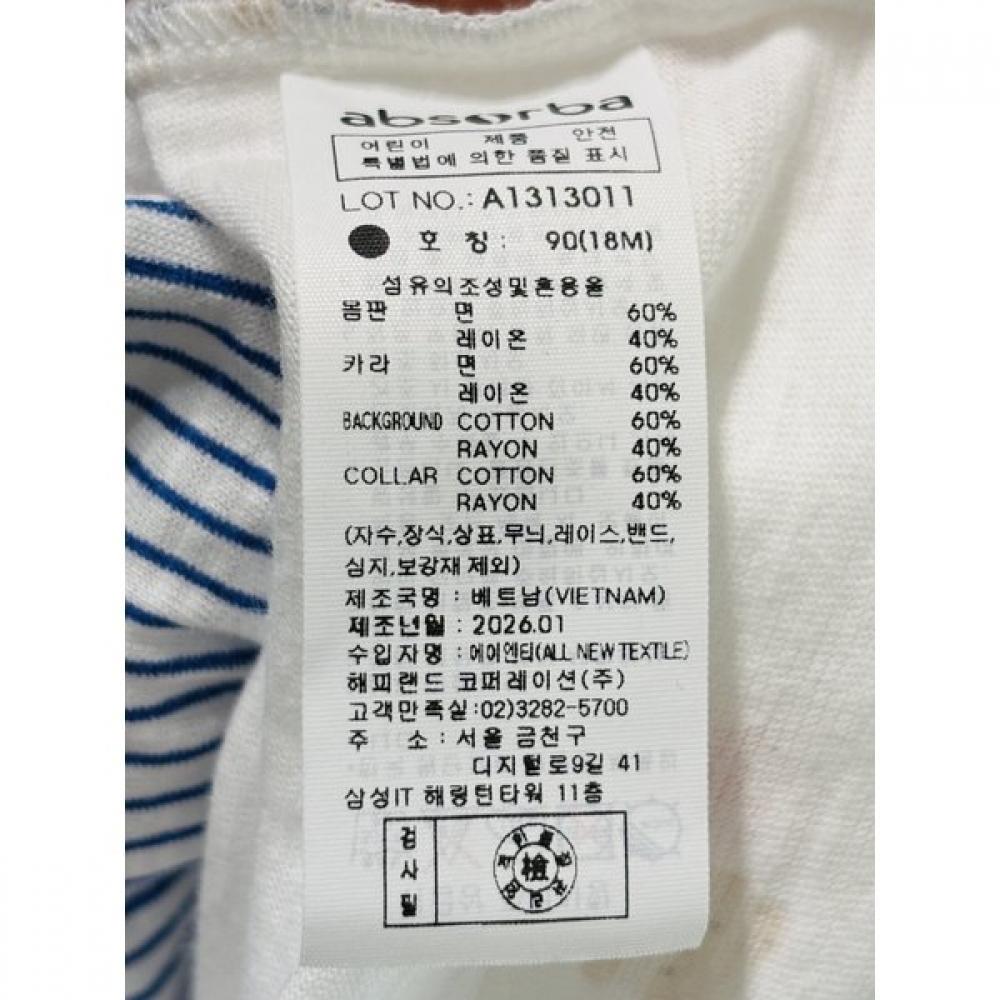 absorba
어린이 제품 안전
특별법에 의한 품질 표시
LOT NO.: A1313011
호 칭 : 90(18M)
섬유의조성및혼용율
몸판 면 60%
레이온 40%
카라 면 60%
레이온 40%
BACKGROUND COTTON 60%
RAYON 40%
COLLAR COTTON 60%
RAYON 40%
(자수,장식,상표,무늬,레이스,밴드,
심지,보강재 제외)
제조국명 : 베트남(VIETNAM)
제조년월 : 2026.01
수입자명 : 에이엔티(ALL NEW TEXTILE)
해피랜드 코퍼레이션(주)
고객만족실:02)3282-5700
주 소 : 서울 금천구
디지털로9길 41
삼성IT 해링턴타워 11층
검사필
檢